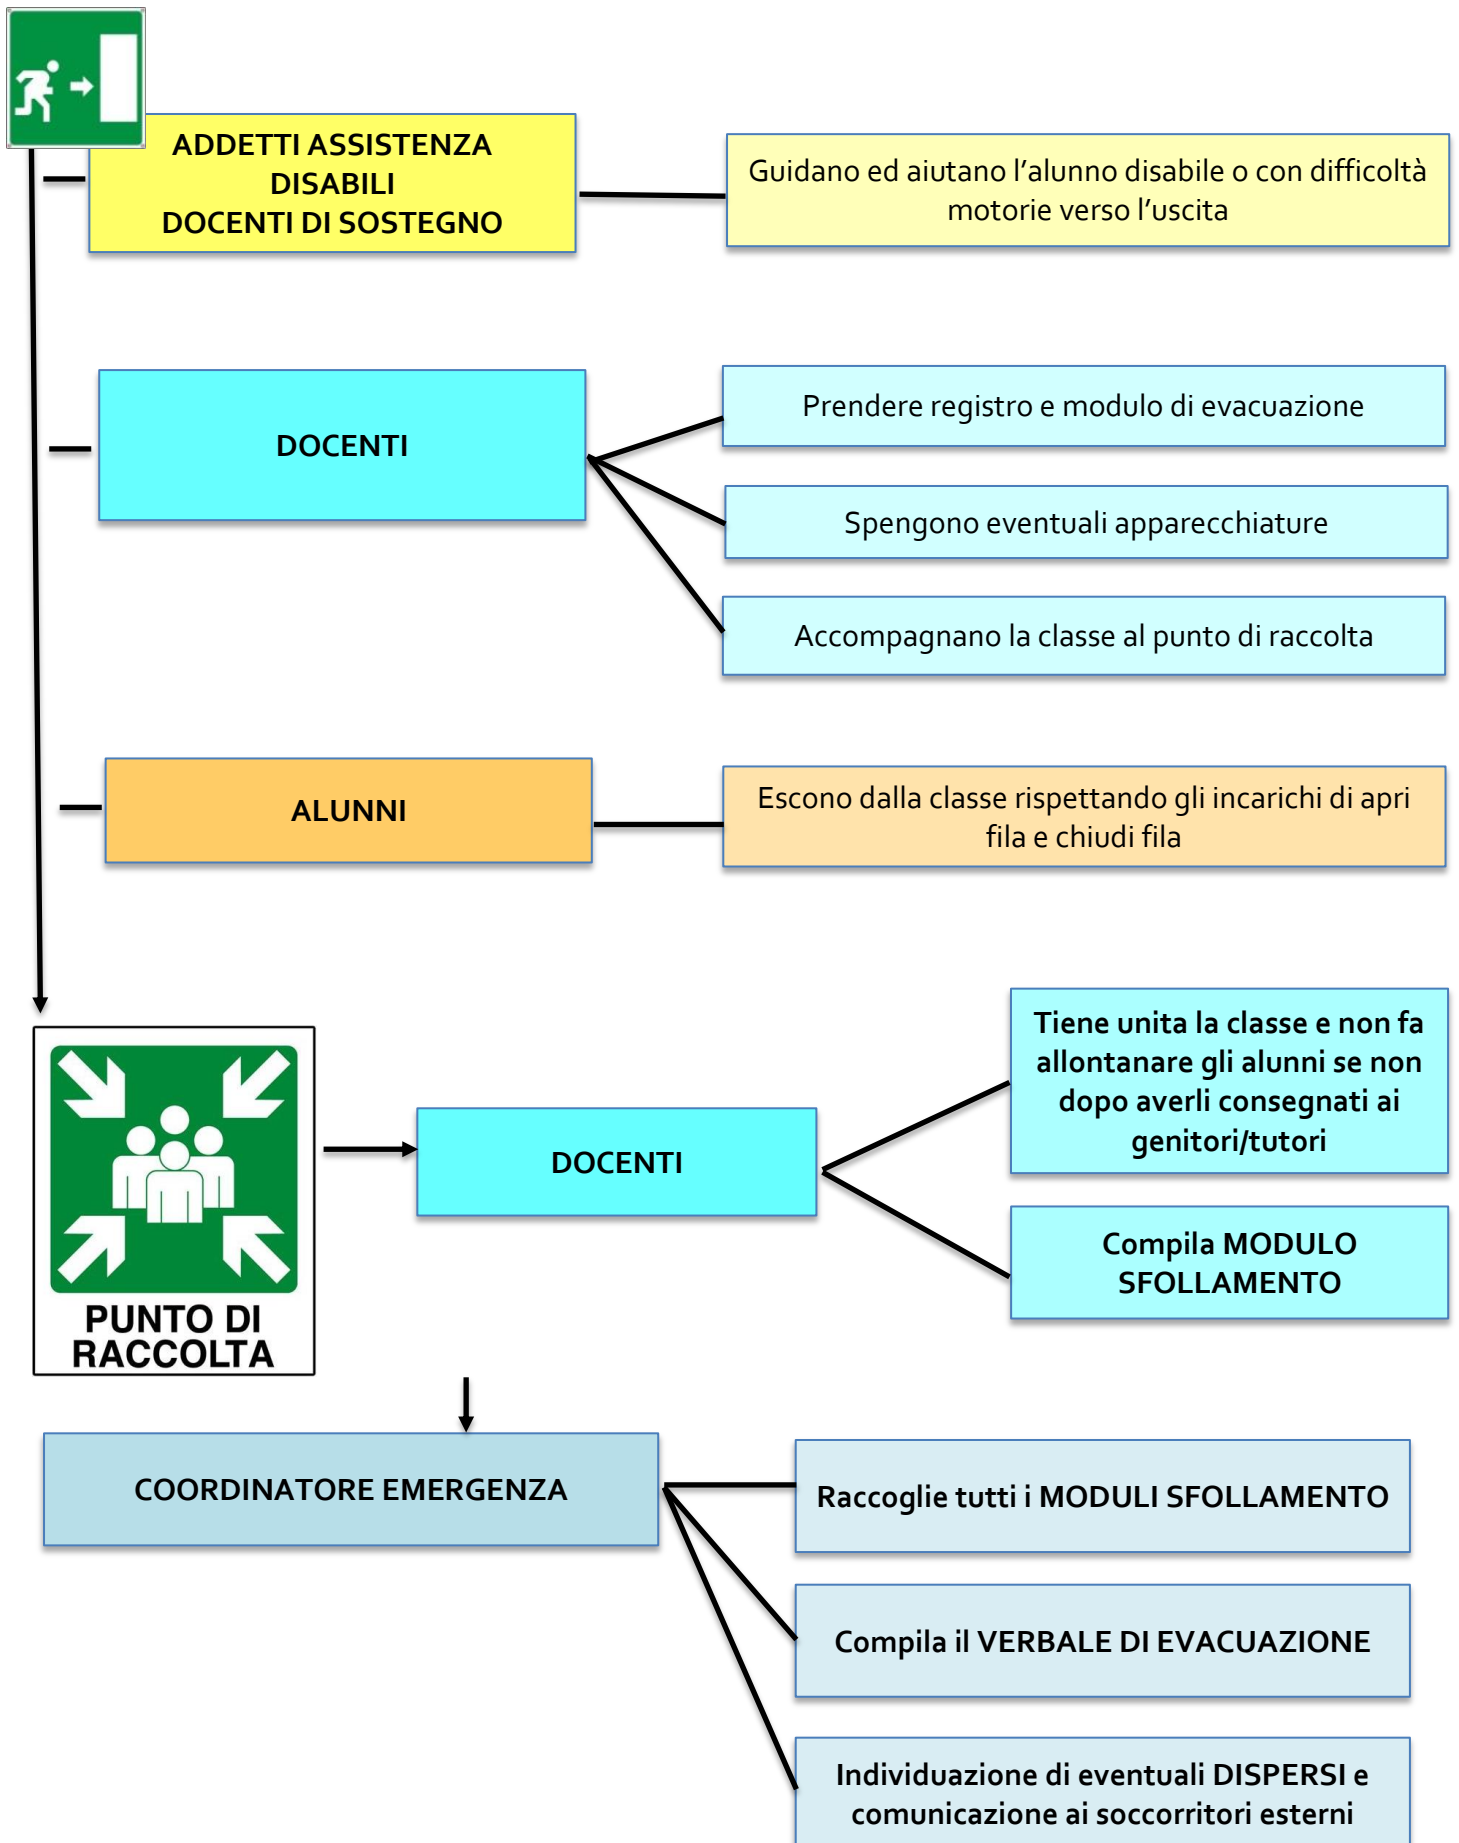 ADDETTI ASSISTENZA
DISABILI
DOCENTI DI SOSTEGNO
Guidano ed aiutano l’alunno disabile o con difficoltà
motorie verso l’uscita
DOCENTI
Prendere registro e modulo di evacuazione
Spengono eventuali apparecchiature
Accompagnano la classe al punto di raccolta
ALUNNI
Escono dalla classe rispettando gli incarichi di apri
fila e chiudi fila
PUNTO DI
RACCOLTA
DOCENTI
Tiene unita la classe e non fa
allontanare gli alunni se non
dopo averli consegnati ai
genitori/tutori
Compila MODULO
SFOLLAMENTO
COORDINATORE EMERGENZA
Raccoglie tutti i MODULI SFOLLAMENTO
Compila il VERBALE DI EVACUAZIONE
Individuazione di eventuali DISPERSI e
comunicazione ai soccorritori esterni